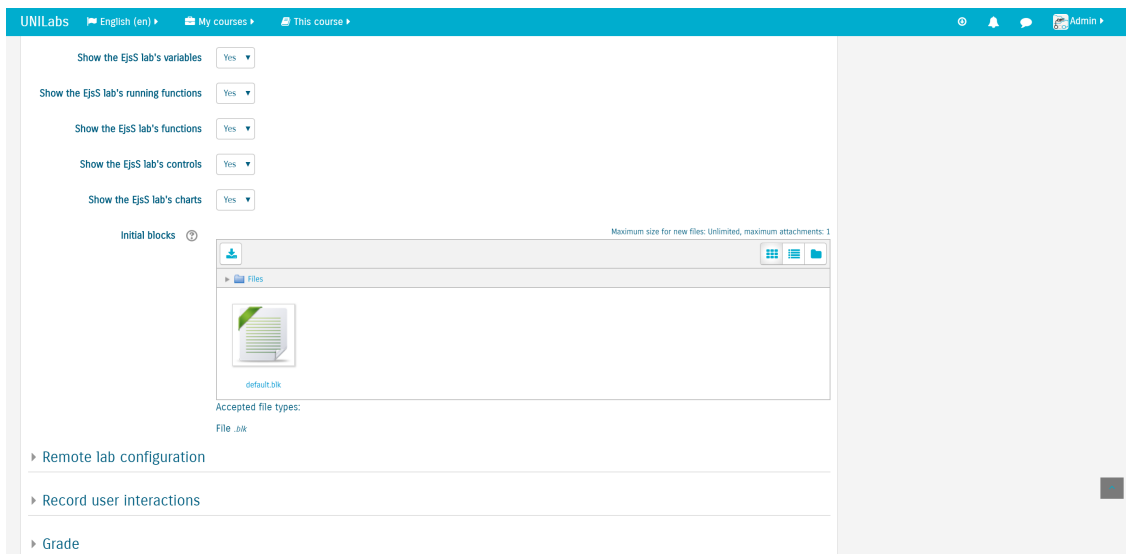 UNILabs English (en) My courses This course Admin
Show the EjsS lab's variables Yes
Show the EjsS lab's running functions Yes
Show the EjsS lab's functions Yes
Show the EjsS lab's controls Yes
Show the EjsS lab's charts Yes
Initial blocks Maximum size for new files: Unlimited, maximum attachments: 1
Files
default.blk
Accepted file types:
File .blk
Remote lab configuration
Record user interactions
Grade